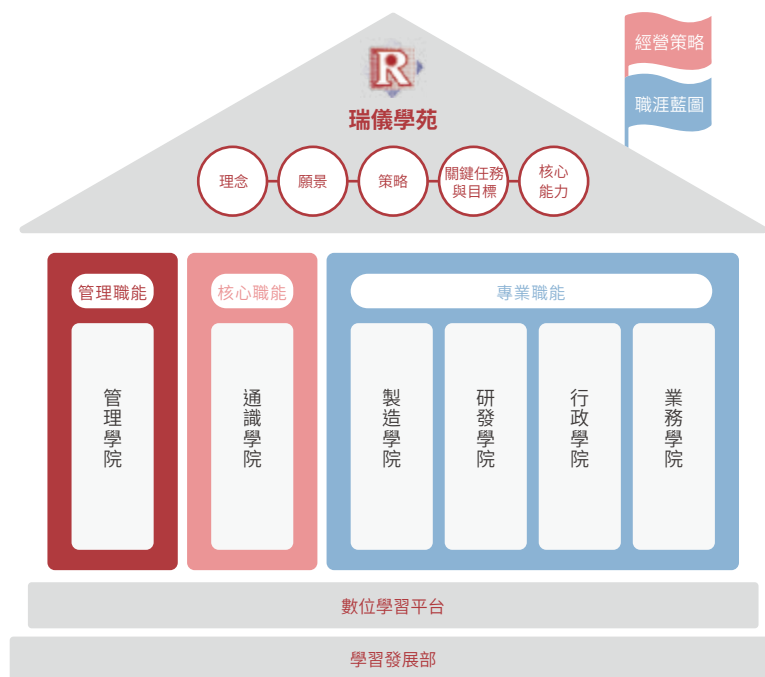 經營策略
職涯藍圖
R
瑞儀學苑
理念
願景
策略
關鍵任務
與目標
核心
能力
管理職能
核心職能
專業職能
管理學院
通識學院
製造學院
研發學院
行政學院
業務學院
數位學習平台
學習發展部